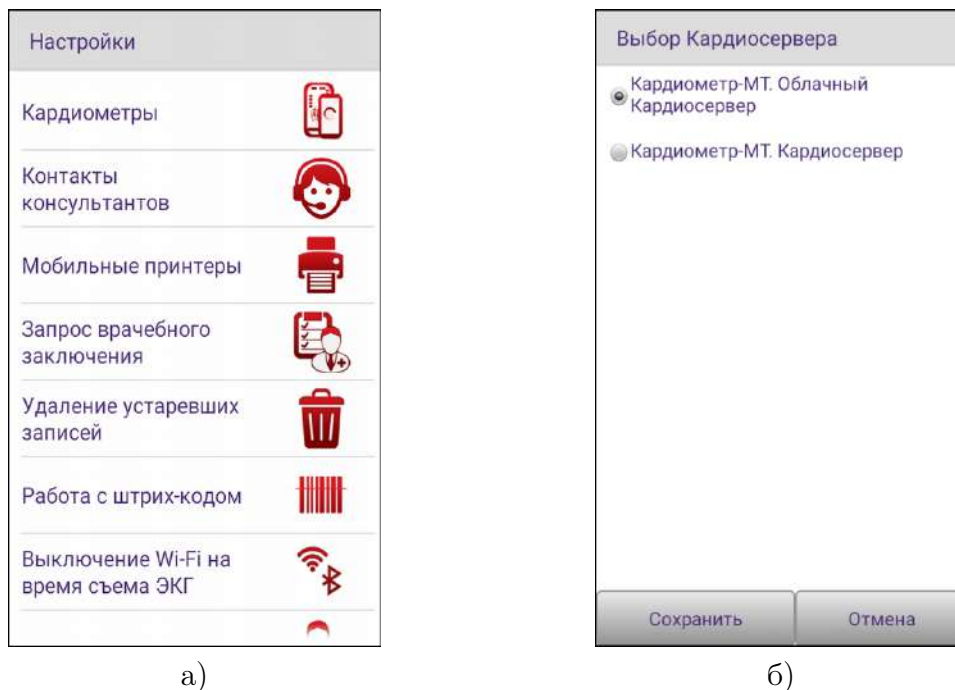 Настройки
Кардиометры
Контакты
консультантов
Мобильные принтеры
Запрос врачебного
заключения
Удаление устаревших
записей
Работа с штрих-кодом
Выключение Wi-Fi на
время съема ЭКГ
а)
Выбор Кардиосервера
Кардиометр-МТ. Облачный
Кардиосервер
Кардиометр-МТ. Кардиосервер
Сохранить
Отмена
б)